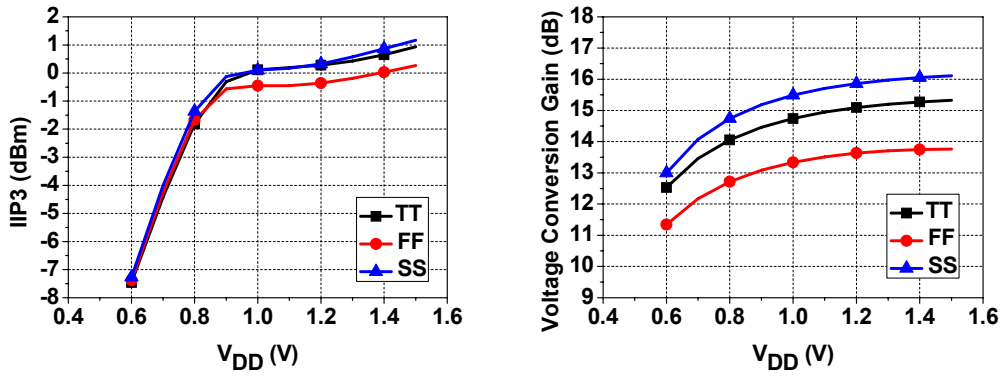 IIP3 (dBm)
2
1
0
-1
-2
-3
-4
-5
-6
-7
-8
TT
FF
SS
0.4 0.6 0.8 1.0 1.2 1.4 1.6
VDD (V)
Voltage Conversion Gain (dB)
18
17
16
15
14
13
12
11
10
9
TT
FF
SS
0.4 0.6 0.8 1.0 1.2 1.4 1.6
VDD (V)